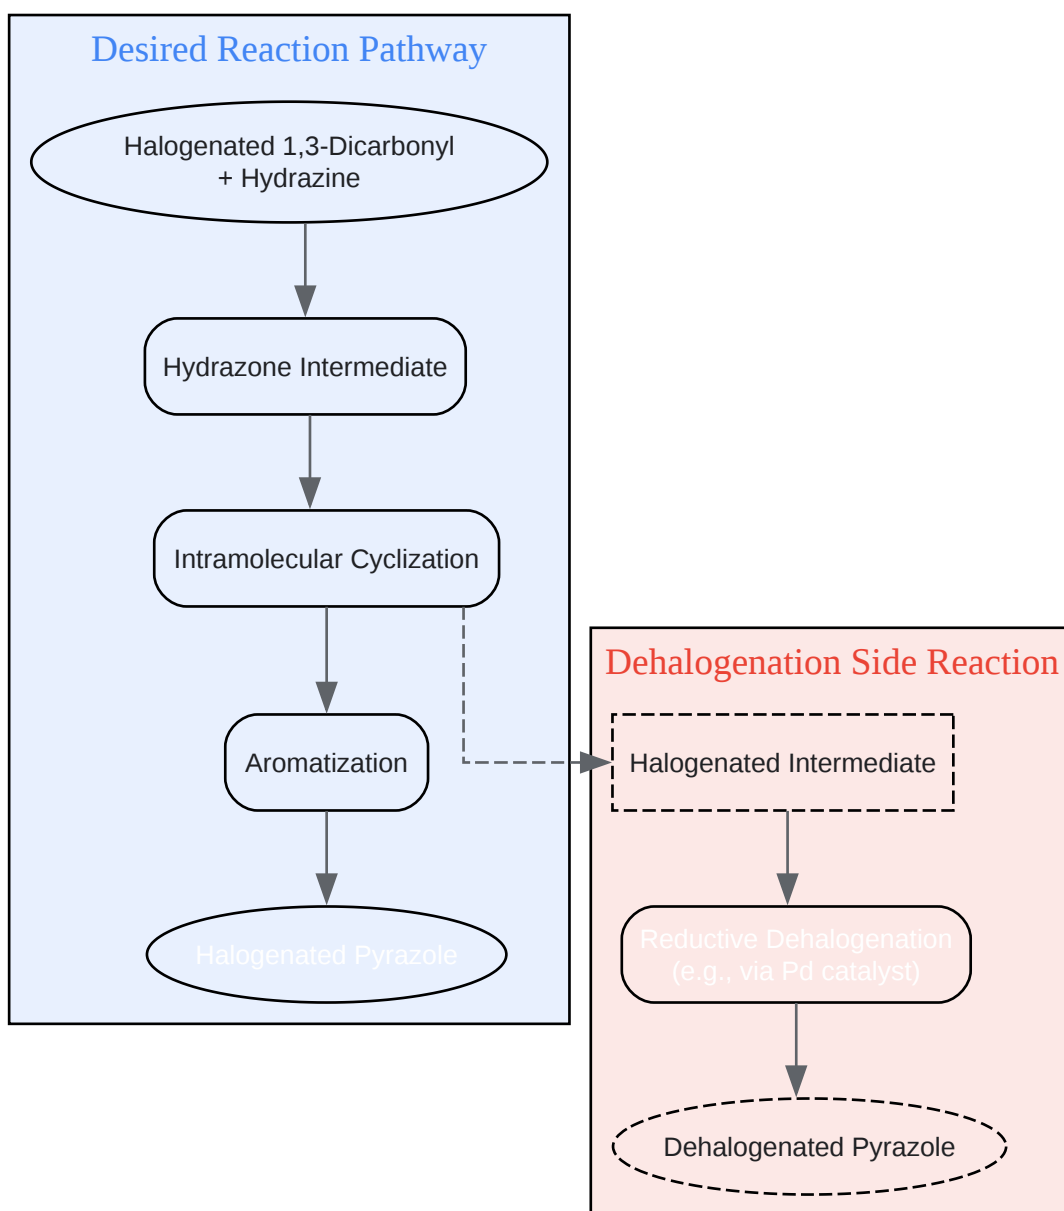 Desired Reaction Pathway
Halogenated 1,3-Dicarbonyl
+ Hydrazine
Hydrazone Intermediate
Intramolecular Cyclization
Aromatization
Halogenated Pyrazole
Dehalogenation Side Reaction
Halogenated Intermediate
Reductive Dehalogenation
(e.g., via Pd catalyst)
Dehalogenated Pyrazole